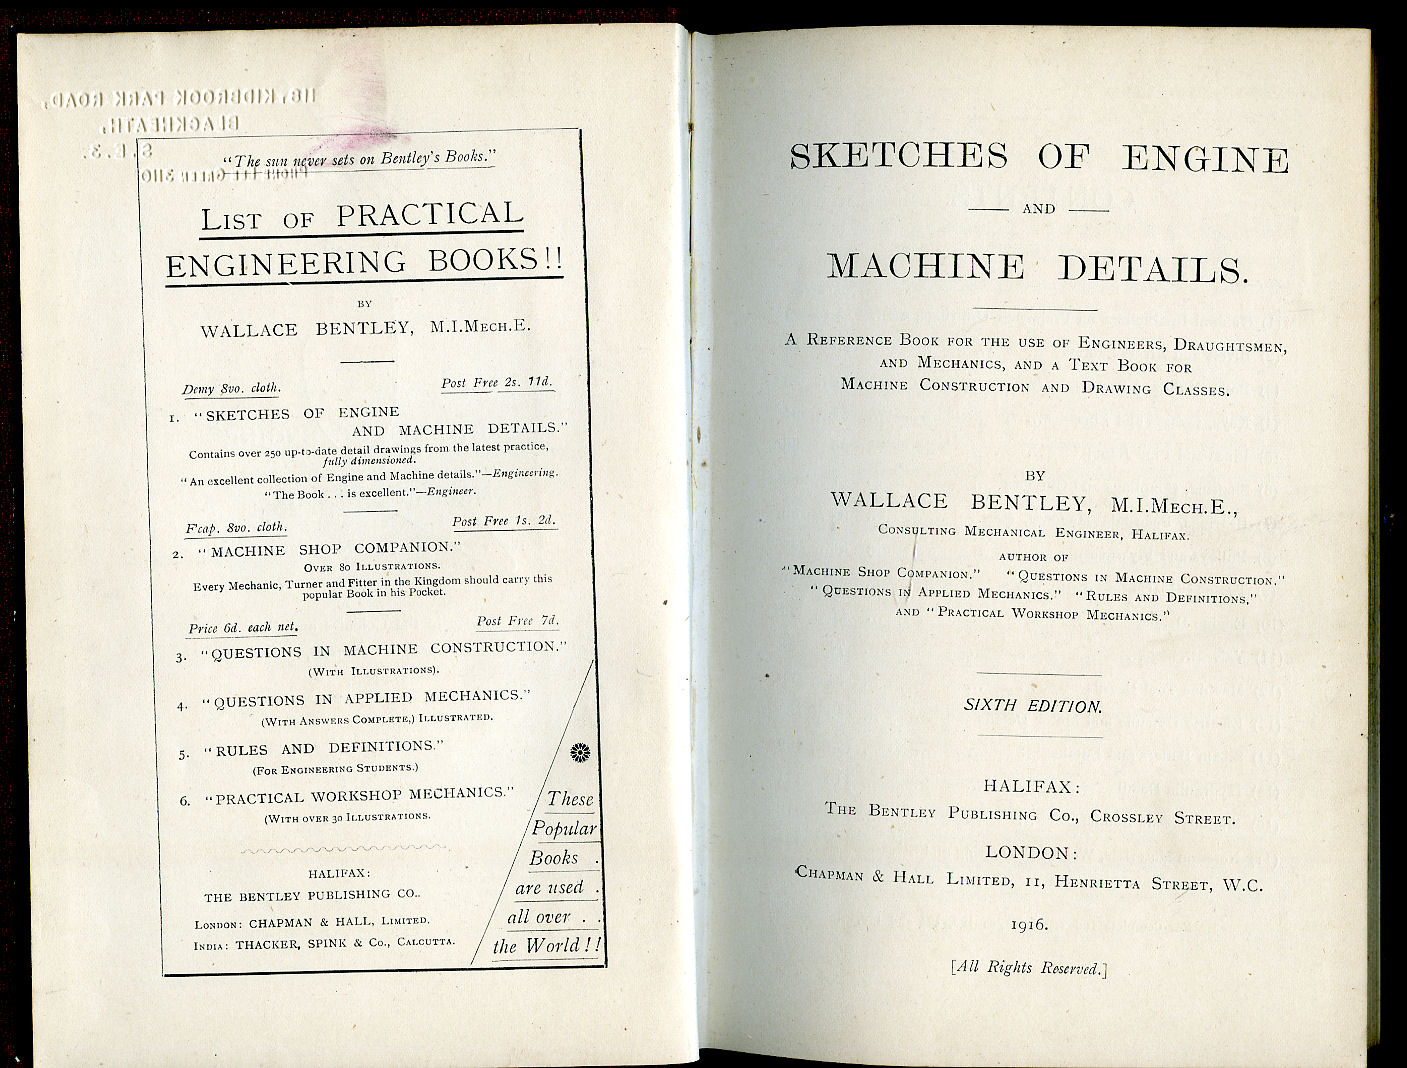 116, KIDBROOK PARK ROAD,
BLACKHEATH,
S.E.3.
"The sun never sets on Bentley's Books."
LIST OF PRACTICAL
ENGINEERING BOOKS!!
BY
WALLACE BENTLEY, M.I.MECH.E.
Demy 8vo. cloth. Post Free 2s. 11d.
1. "SKETCHES OF ENGINE
AND MACHINE DETAILS."
Contains over 250 up-to-date detail drawings from the latest practice,
fully dimensioned.
"An excellent collection of Engine and Machine details."—Engineering.
"The Book . . . is excellent."—Engineer.
F'cap. 8vo. cloth. Post Free 1s. 2d.
2. "MACHINE SHOP COMPANION."
OVER 80 ILLUSTRATIONS.
Every Mechanic, Turner and Fitter in the Kingdom should carry this
popular Book in his Pocket.
Price 6d. each net. Post Free 7d.
3. "QUESTIONS IN MACHINE CONSTRUCTION."
(WITH ILLUSTRATIONS).
4. "QUESTIONS IN APPLIED MECHANICS."
(WITH ANSWERS COMPLETE,) ILLUSTRATED.
5. "RULES AND DEFINITIONS."
(FOR ENGINEERING STUDENTS.)
6. "PRACTICAL WORKSHOP MECHANICS."
(WITH OVER 30 ILLUSTRATIONS.
HALIFAX:
THE BENTLEY PUBLISHING CO..
LONDON: CHAPMAN & HALL, LIMITED.
INDIA: THACKER, SPINK & CO., CALCUTTA.
These
Popular
Books .
are used .
all over . .
the World!!
SKETCHES OF ENGINE
AND
MACHINE DETAILS.
A REFERENCE BOOK FOR THE USE OF ENGINEERS, DRAUGHTSMEN,
AND MECHANICS, AND A TEXT BOOK FOR
MACHINE CONSTRUCTION AND DRAWING CLASSES.
BY
WALLACE BENTLEY, M.I.MECH.E.,
CONSULTING MECHANICAL ENGINEER, HALIFAX.
AUTHOR OF
"MACHINE SHOP COMPANION." "QUESTIONS IN MACHINE CONSTRUCTION."
"QUESTIONS IN APPLIED MECHANICS." "RULES AND DEFINITIONS,"
AND "PRACTICAL WORKSHOP MECHANICS."
SIXTH EDITION.
HALIFAX:
THE BENTLEY PUBLISHING CO., CROSSLEY STREET.
LONDON:
CHAPMAN & HALL LIMITED, 11, HENRIETTA STREET, W.C.
1916.
[All Rights Reserved.]